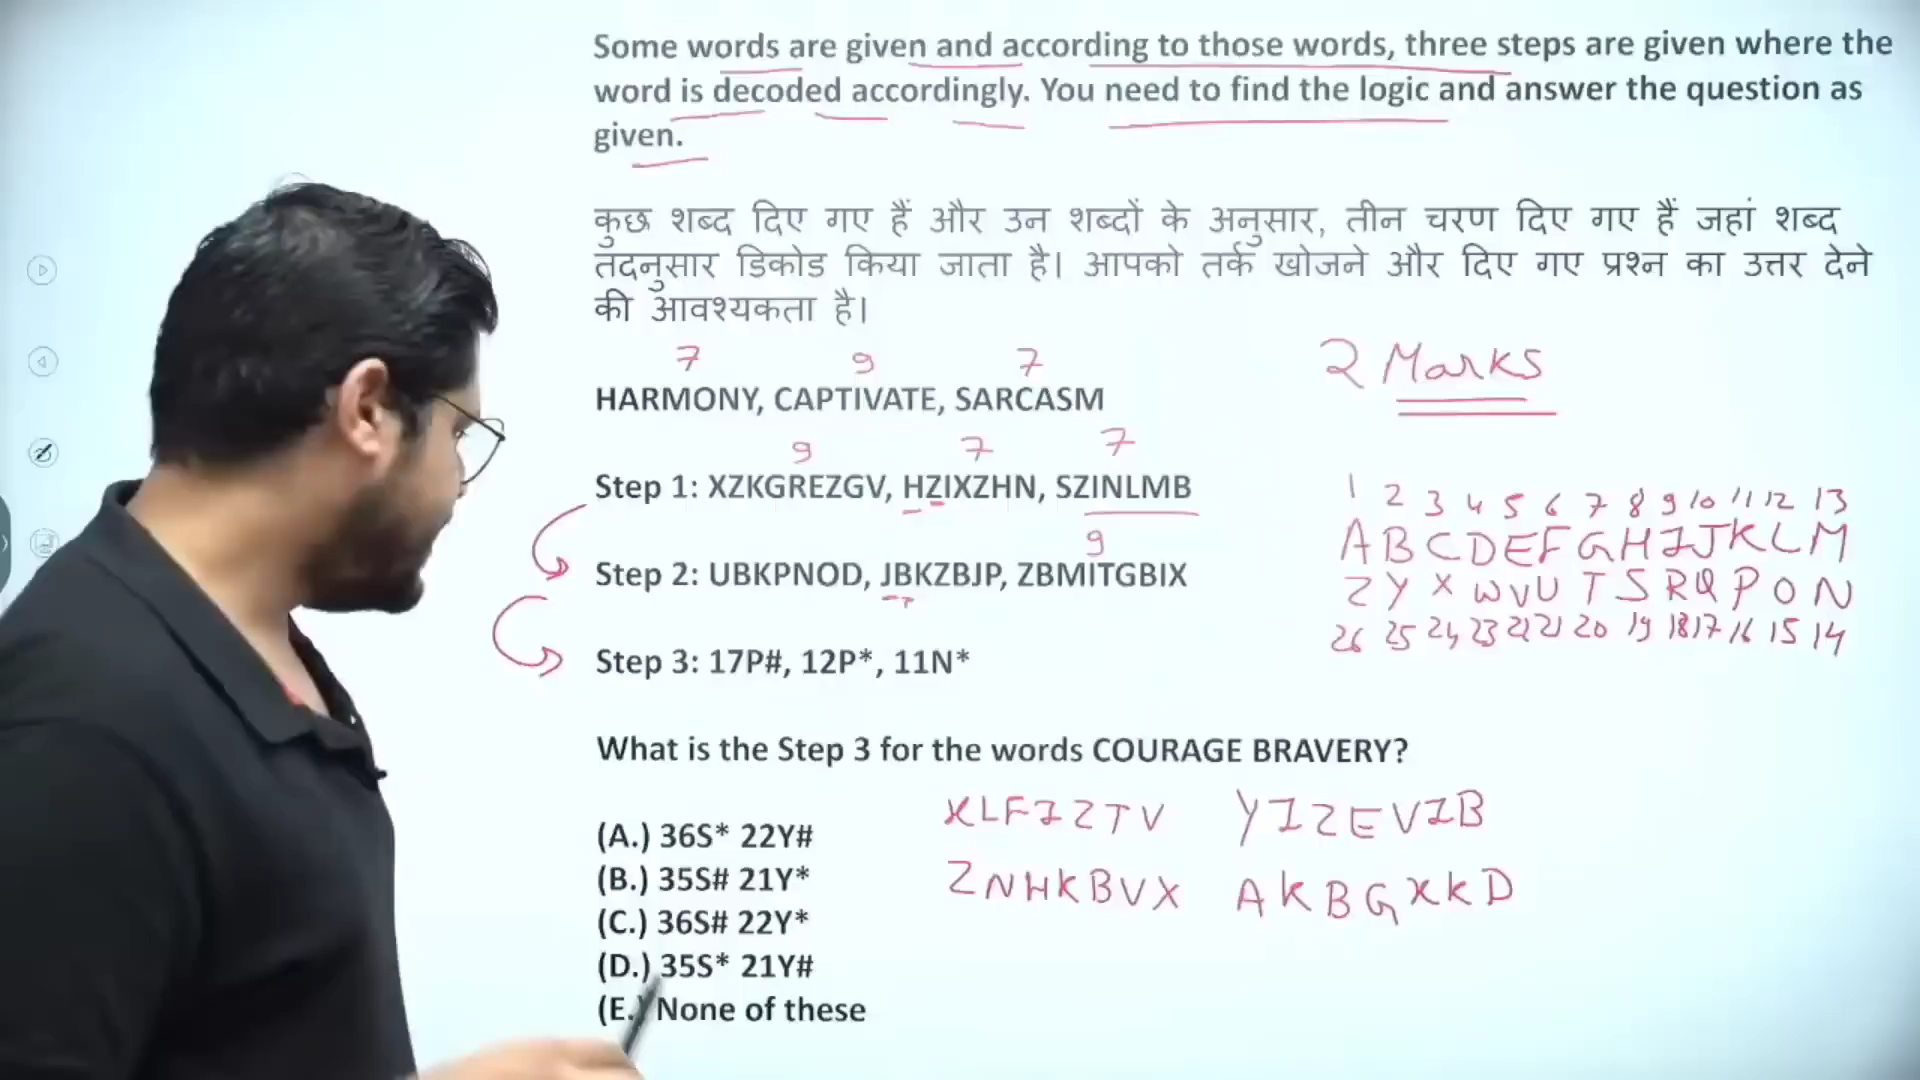 Some words are given and according to those words, three steps are given where the
word is decoded accordingly. You need to find the logic and answer the question as
given.
कुछ शब्द दिए गए हैं और उन शब्दों के अनुसार, तीन चरण दिए गए हैं जहां शब्द
तदनुसार डिकोड किया जाता है। आपको तर्क खोजने और दिए गए प्रश्न का उत्तर देने
की आवश्यकता है।
7 9 7
2 Marks
HARMONY, CAPTIVATE, SARCASM
9 7 7
Step 1: XZKGREZGV, HZIXZHN, SZINLMB
9
Step 2: UBKPNOD, JBKZBJP, ZBMITGBIX
Step 3: 17P#, 12P*, 11N*
1 2 3 4 5 6 7 8 9 10 11 12 13
A B C D E F G H I J K L M
Z Y X W V U T S R Q P O N
26 25 24 23 22 21 20 19 18 17 16 15 14
What is the Step 3 for the words COURAGE BRAVERY?
XLFIZTV YIZEVIB
(A.) 36S* 22Y#
(B.) 35S# 21Y*
ZNHKBVX AKBGXKD
(C.) 36S# 22Y*
(D.) 35S* 21Y#
(E.) None of these